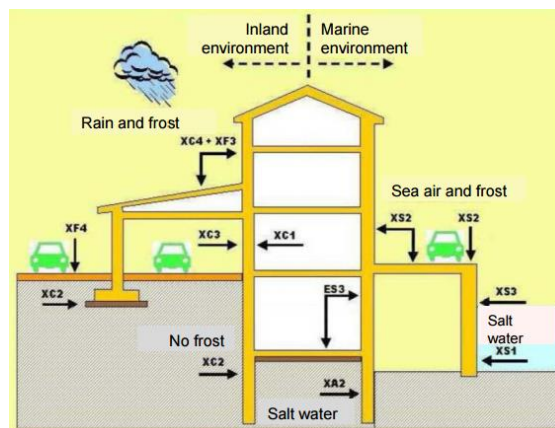 Inland
environment
Marine
environment
Rain and frost
XC4 + XF3
Sea air and frost
XS2
XS2
XF4
XC3
XC1
XC2
ES3
XS3
Salt
water
No frost
XS1
XC2
XA2
Salt water